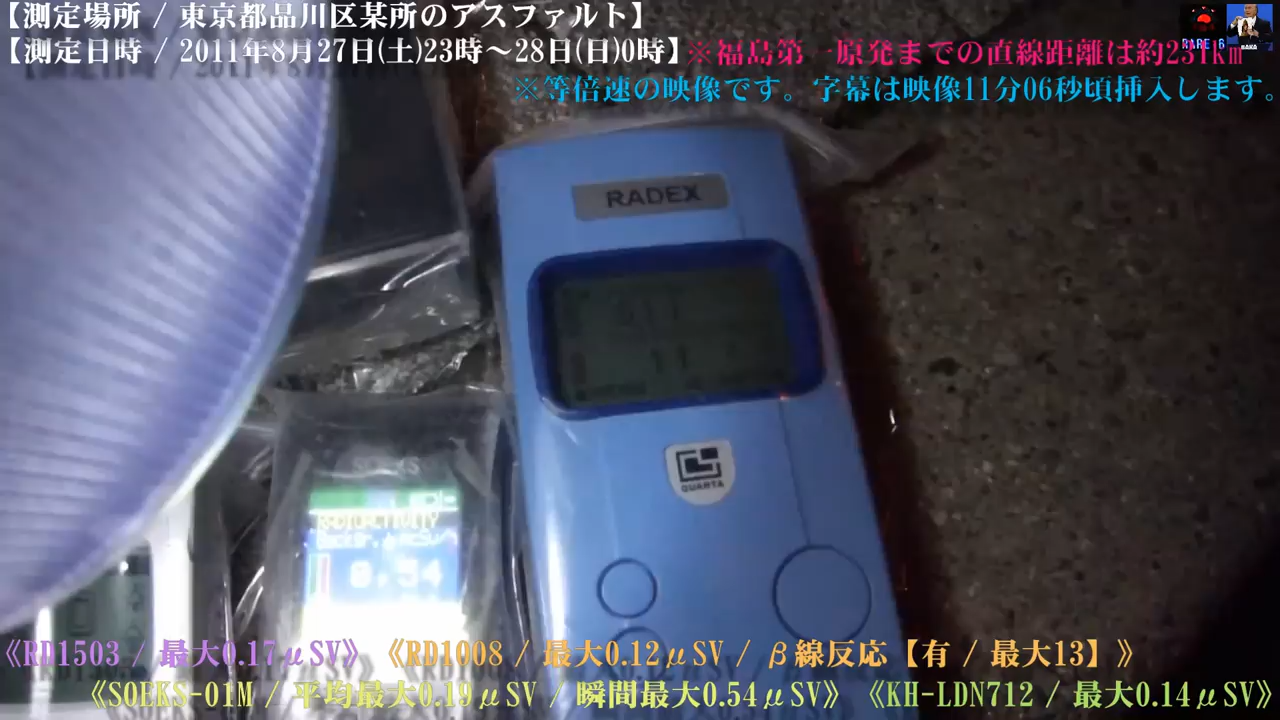 【測定場所 / 東京都品川区某所のアスファルト】
【測定日時 / 2011年8月27日(土)23時～28日(日)0時】※福島第一原発までの直線距離は約231km
※等倍速の映像です。字幕は映像11分06秒頃挿入します。
RADEX
QUARTA
RADIOACTIVITY
0,54
《RD1503 / 最大0.17μSV》 《RD1008 / 最大0.12μSV / β線反応【有 / 最大13】》
《SOEKS-01M / 平均最大0.19μSV / 瞬間最大0.54μSV》 《KH-LDN712 / 最大0.14μSV》